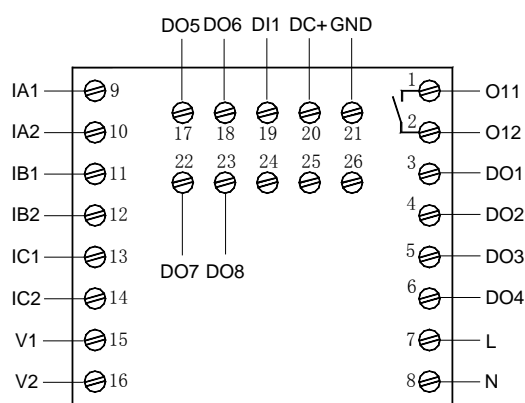 DO5 DO6 DI1 DC+ GND
IA1 9 1 O11
17 18 19 20 21
IA2 10 2 O12
22 23 24 25 26
IB1 11 3 DO1
IB2 12 4 DO2
IC1 13 DO7 DO8 5 DO3
IC2 14 6 DO4
V1 15 7 L
V2 16 8 N